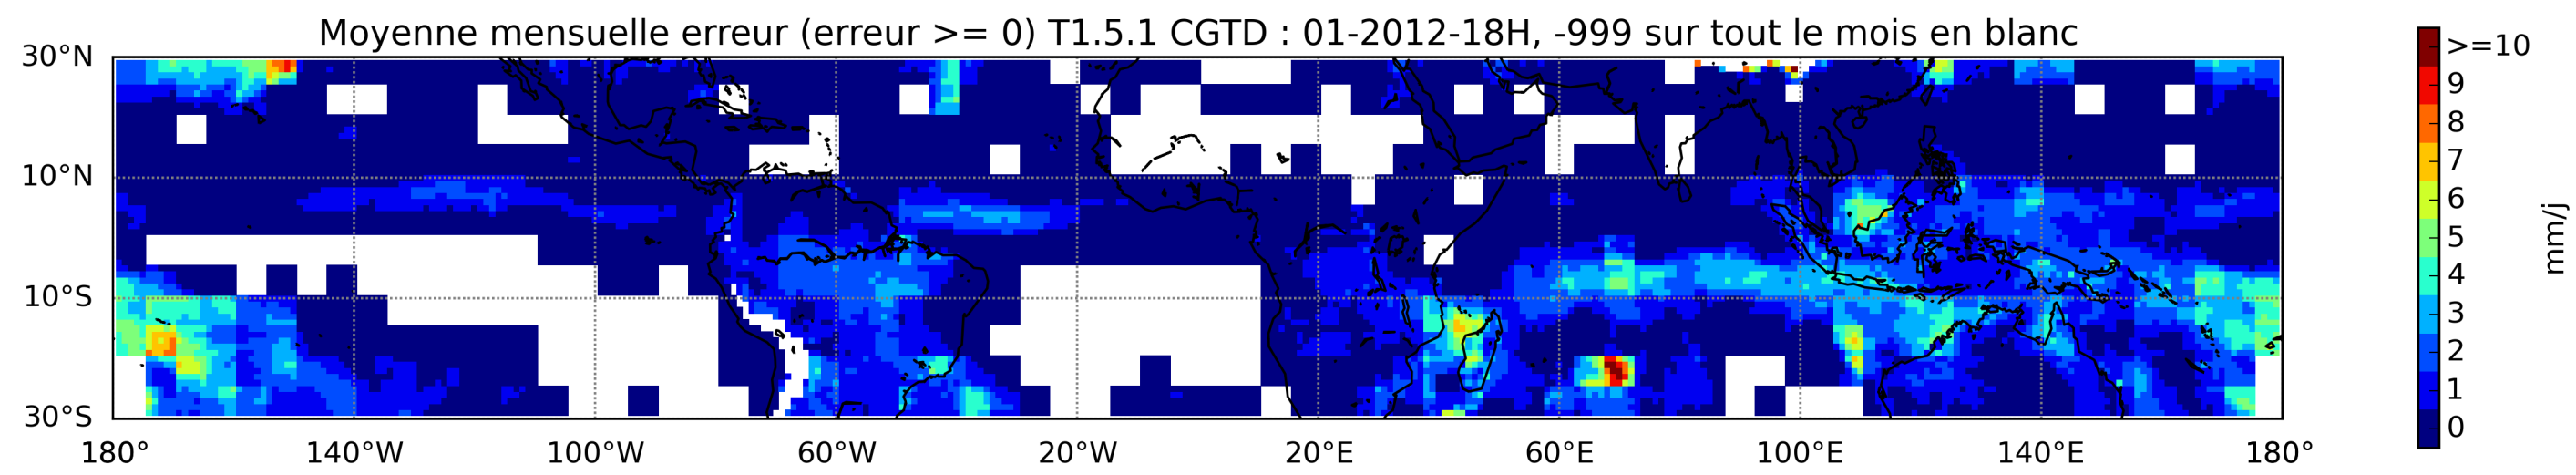 Moyenne mensuelle erreur (erreur >= 0) T1.5.1 CGTD : 01-2012-18H, -999 sur tout le mois en blanc
30°N
10°N
10°S
30°S
180° 140°W 100°W 60°W 20°W 20°E 60°E 100°E 140°E 180°
>=10
9
8
7
6
5
4
3
2
1
0
mm/j